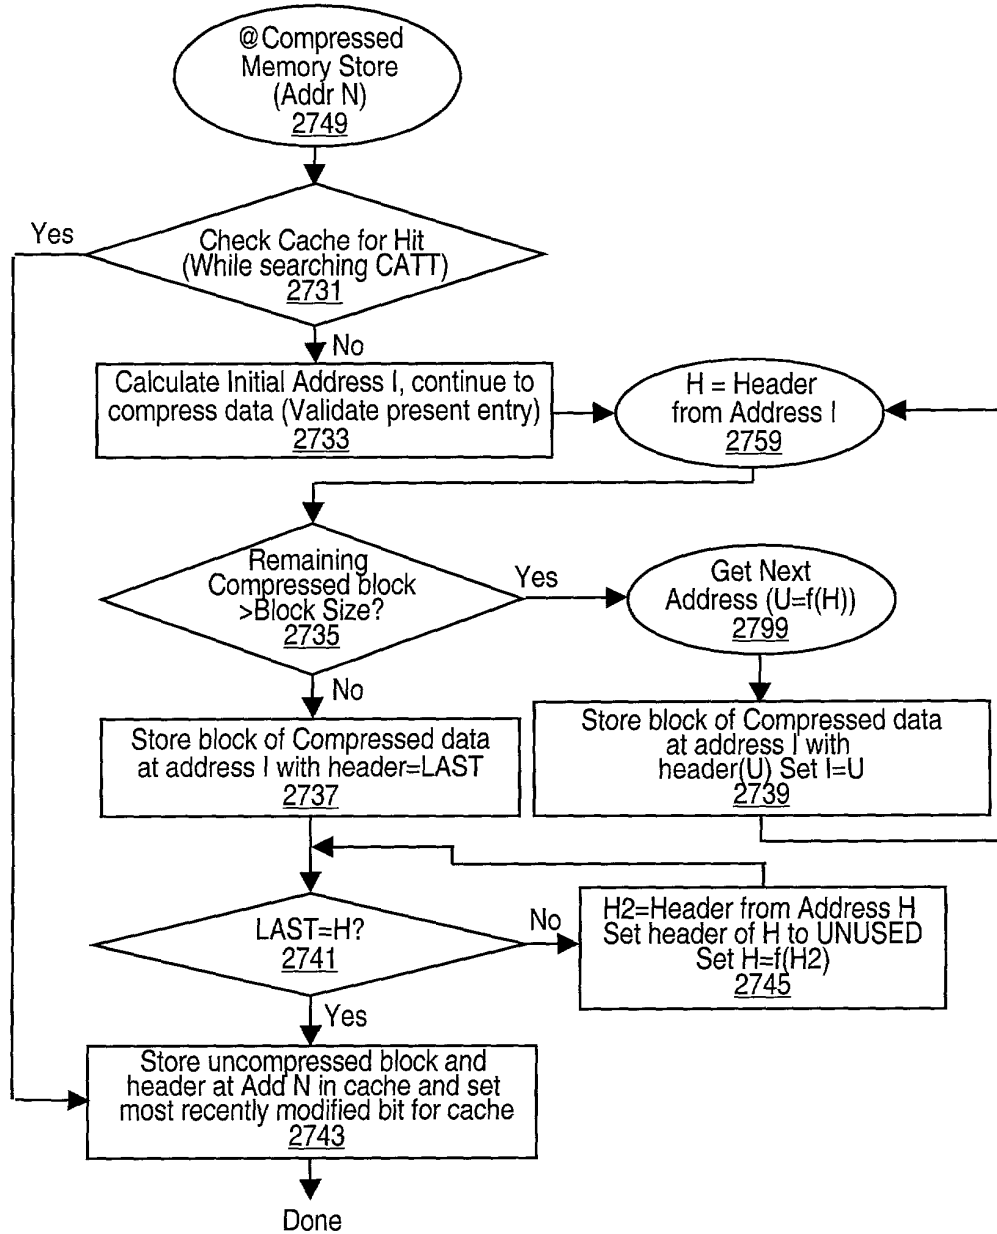 @Compressed
Memory Store
(Addr N)
2749
Yes
Check Cache for Hit
(While searching CATT)
2731
No
Calculate Initial Address I, continue to
compress data (Validate present entry)
2733
H = Header
from Address I
2759
Remaining
Compressed block
>Block Size?
2735
Yes
Get Next
Address (U=f(H))
2799
No
Store block of Compressed data
at address I with header=LAST
2737
Store block of Compressed data
at address I with
header(U) Set I=U
2739
LAST=H?
2741
No
H2=Header from Address H
Set header of H to UNUSED
Set H=f(H2)
2745
Yes
Store uncompressed block and
header at Add N in cache and set
most recently modified bit for cache
2743
Done